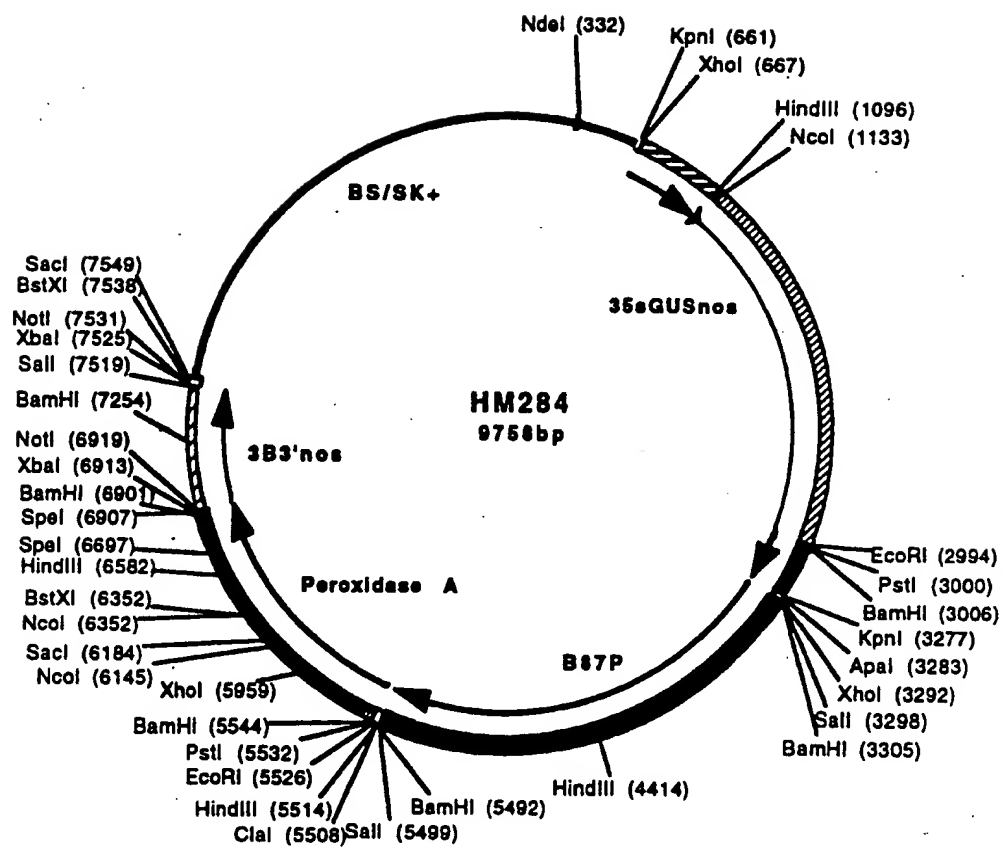 NdeI (332)
KpnI (661)
XhoI (667)
HindIII (1096)
NcoI (1133)
BS/SK+
SacI (7549)
BstXI (7538)
NotI (7531)
XbaI (7525)
SalI (7519)
BamHI (7254)
NotI (6919)
XbaI (6913)
BamHI (6901)
SpeI (6907)
SpeI (6697)
HindIII (6582)
BstXI (6352)
NcoI (6352)
SacI (6184)
NcoI (6145)
XhoI (5959)
BamHI (5544)
PstI (5532)
EcoRI (5526)
HindIII (5514)
ClaI (5508)
SalI (5499)
BamHI (5492)
HindIII (4414)
35sGUSnos
HM284
9758bp
3B3'nos
Peroxidase A
B87P
EcoRI (2994)
PstI (3000)
BamHI (3006)
KpnI (3277)
ApaI (3283)
XhoI (3292)
SalI (3298)
BamHI (3305)